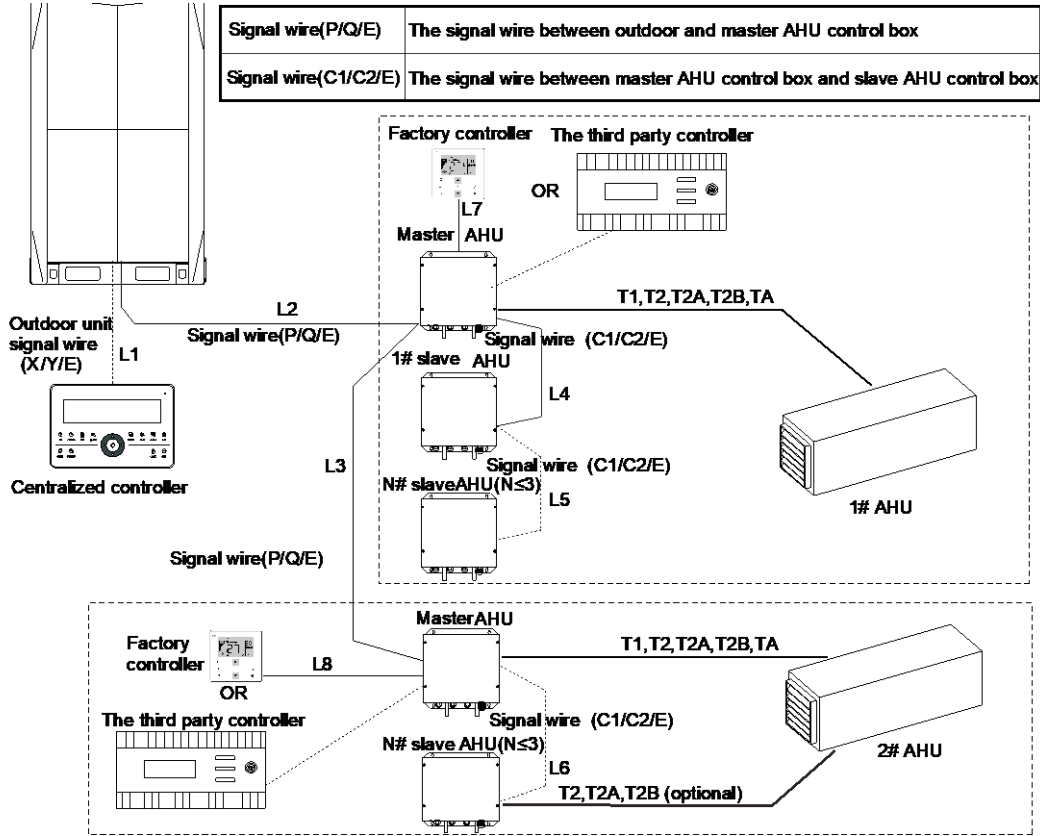 Signal wire(P/Q/E) The signal wire between outdoor and master AHU control box
Signal wire(C1/C2/E) The signal wire between master AHU control box and slave AHU control box
Factory controller
The third party controller
OR
L7
Master AHU
T1,T2,T2A,T2B,TA
L2
Signal wire(P/Q/E)
Outdoor unit
signal wire
(X/Y/E)
L1
Signal wire (C1/C2/E)
1# slave AHU
L4
L3
Signal wire (C1/C2/E)
Centralized controller
N# slaveAHU(N≤3)
L5
1# AHU
Signal wire(P/Q/E)
MasterAHU
T1,T2,T2A,T2B,TA
Factory
controller
L8
OR
The third party controller
Signal wire (C1/C2/E)
N# slave AHU(N≤3)
L6
2# AHU
T2,T2A,T2B (optional)